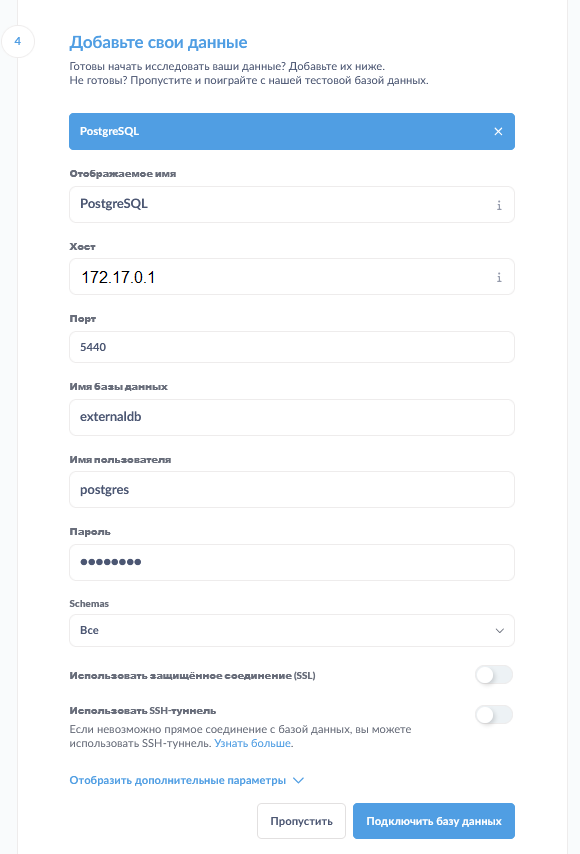 4
Добавьте свои данные
Готовы начать исследовать ваши данные? Добавьте их ниже.
Не готовы? Пропустите и поиграйте с нашей тестовой базой данных.
PostgreSQL
Отображаемое имя
PostgreSQL
Хост
172.17.0.1
Порт
5440
Имя базы данных
externaldb
Имя пользователя
postgres
Пароль
••••••••
Schemas
Все
Использовать защищённое соединение (SSL)
Использовать SSH-туннель
Если невозможно прямое соединение с базой данных, вы можете
использовать SSH-туннель. Узнать больше.
Отобразить дополнительные параметры
Пропустить Подключить базу данных